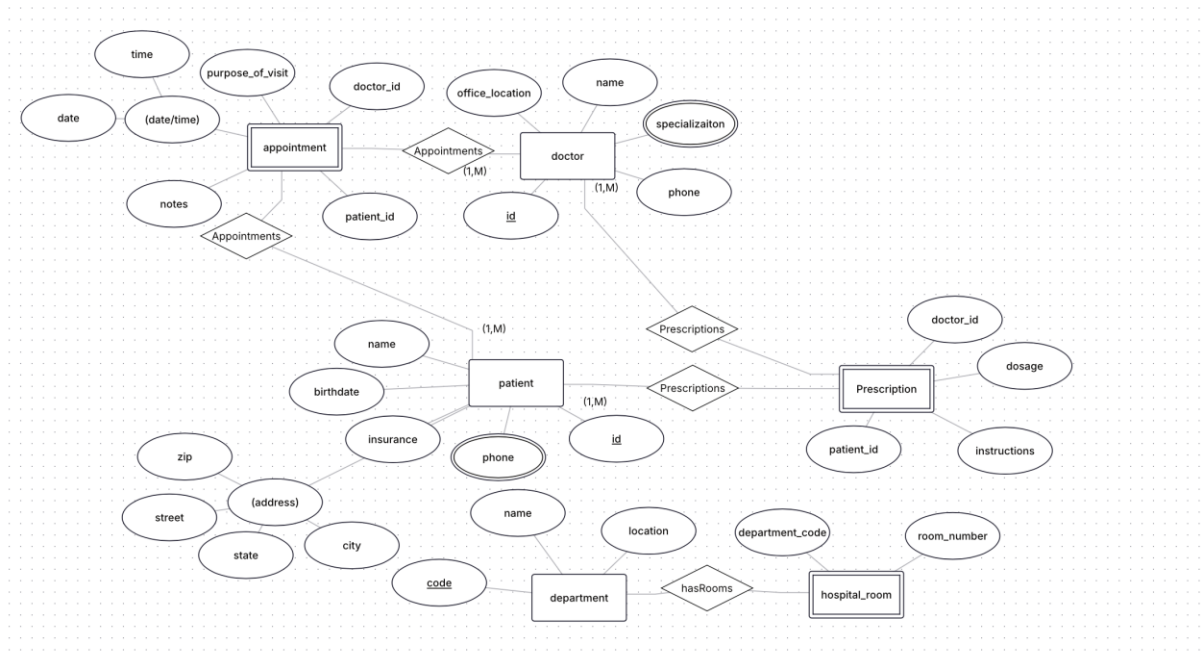 time
purpose_of_visit
doctor_id
office_location
name
date
(date/time)
specializaiton
appointment
Appointments
doctor
(1,M)
(1,M)
phone
notes
patient_id
id
Appointments
(1,M)
Prescriptions
doctor_id
name
dosage
patient
Prescriptions
Prescription
birthdate
(1,M)
insurance
id
phone
patient_id
instructions
zip
(address)
street
state
city
name
location
department_code
room_number
code
department
hasRooms
hospital_room